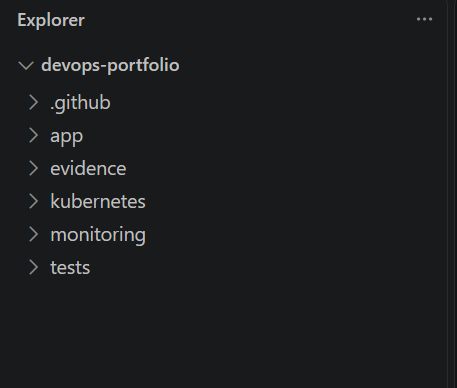 Explorer
devops-portfolio
.github
app
evidence
kubernetes
monitoring
tests